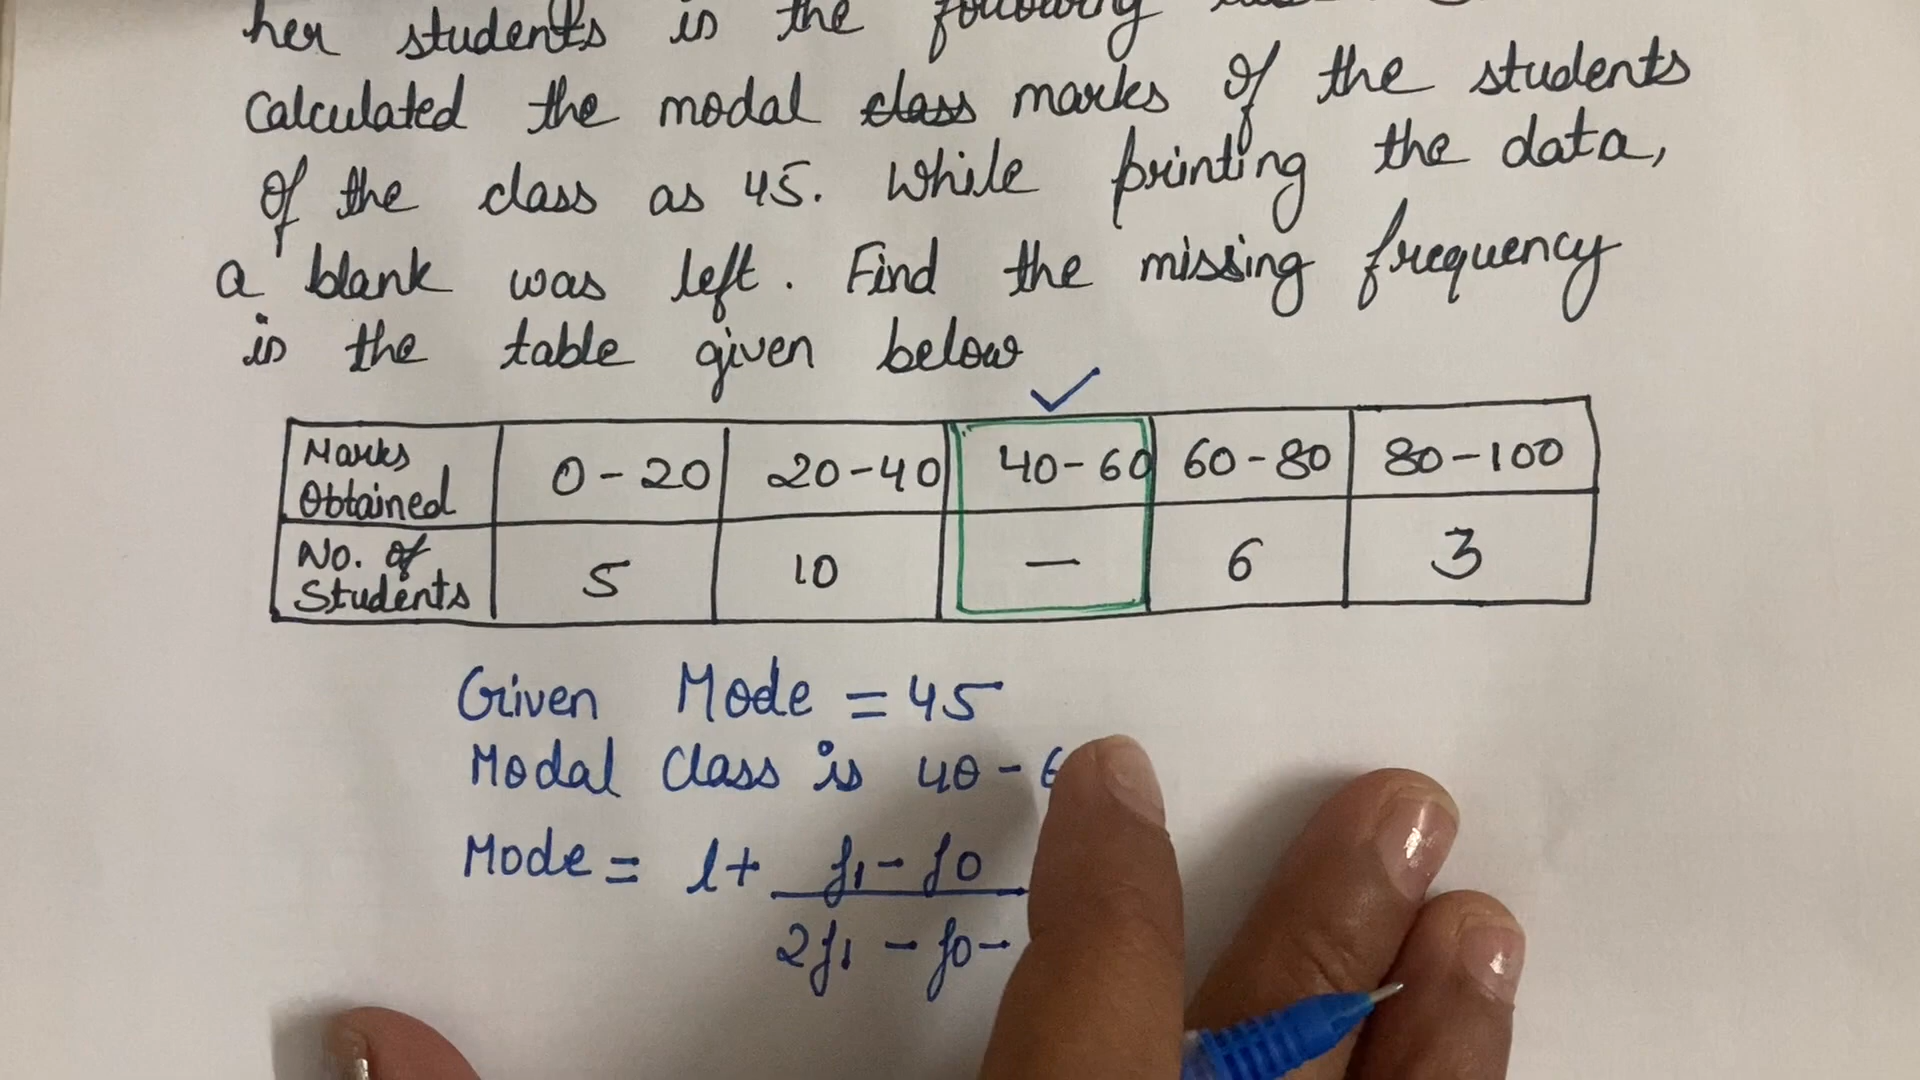 her students is the following
calculated the modal class marks of the students
of the class as 45. While printing the data,
a blank was left. Find the missing frequency
is the table given below
Marks Obtained 0-20 20-40 40-60 60-80 80-100
No. of Students 5 10 — 6 3
Given Mode = 45
Modal Class is 40-6
Mode = l + f1 - f0
2f1 - f0 -